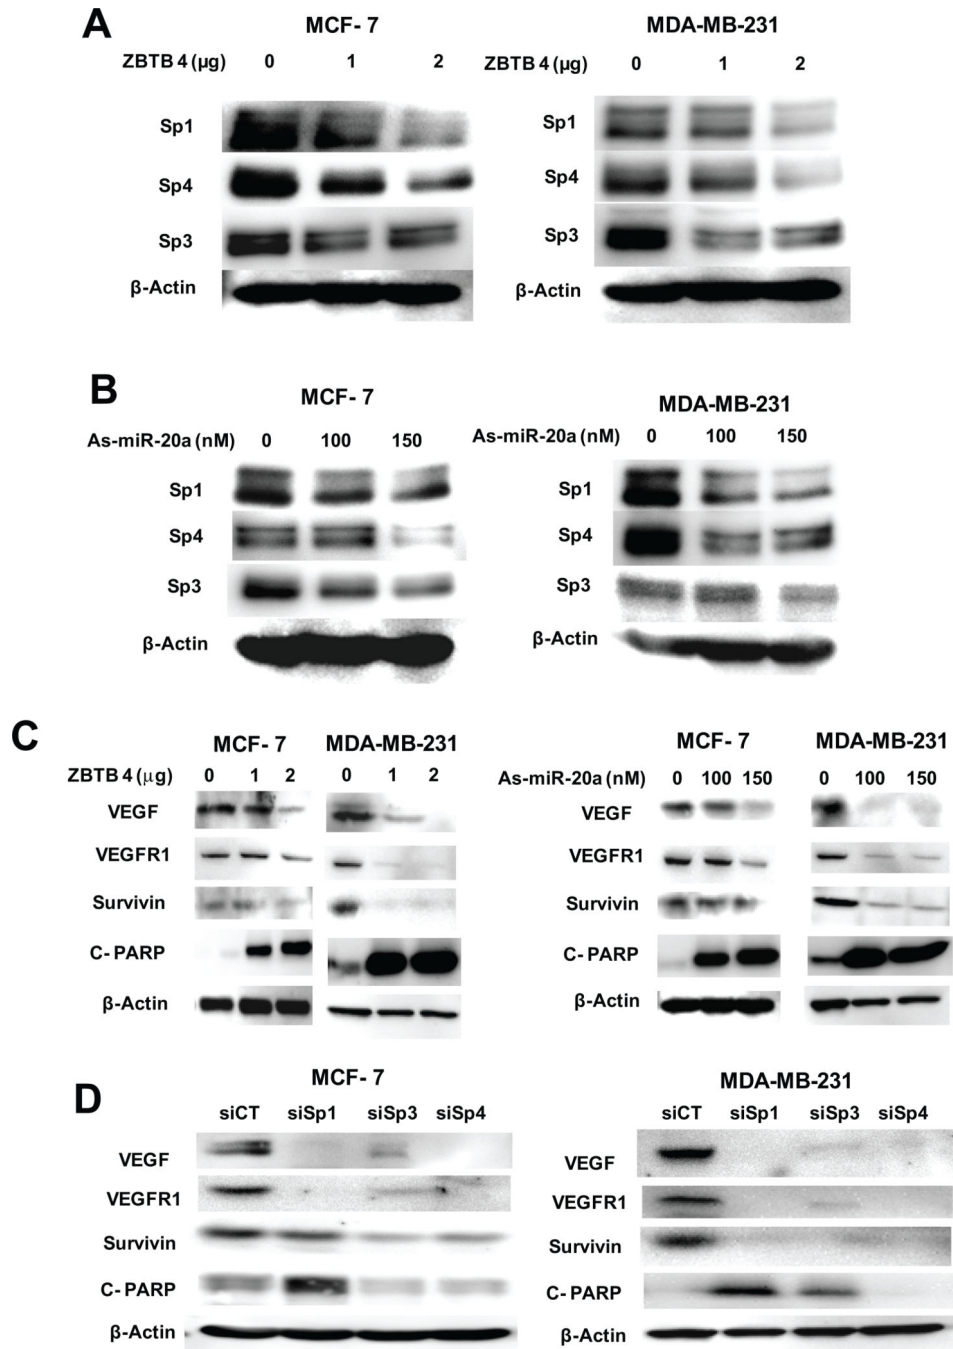 A
MCF- 7
MDA-MB-231
ZBTB 4 (µg) 0 1 2
ZBTB 4 (µg) 0 1 2
Sp1
Sp1
Sp4
Sp4
Sp3
Sp3
β-Actin
β-Actin
B
MCF- 7
MDA-MB-231
As-miR-20a (nM) 0 100 150
As-miR-20a (nM) 0 100 150
Sp1
Sp1
Sp4
Sp4
Sp3
Sp3
β-Actin
β-Actin
C
MCF- 7 MDA-MB-231
MCF- 7 MDA-MB-231
ZBTB 4 (µg) 0 1 2 0 1 2
As-miR-20a (nM) 0 100 150 0 100 150
VEGF
VEGF
VEGFR1
VEGFR1
Survivin
Survivin
C- PARP
C- PARP
β-Actin
β-Actin
D
MCF- 7
MDA-MB-231
siCT siSp1 siSp3 siSp4
siCT siSp1 siSp3 siSp4
VEGF
VEGF
VEGFR1
VEGFR1
Survivin
Survivin
C- PARP
C- PARP
β-Actin
β-Actin